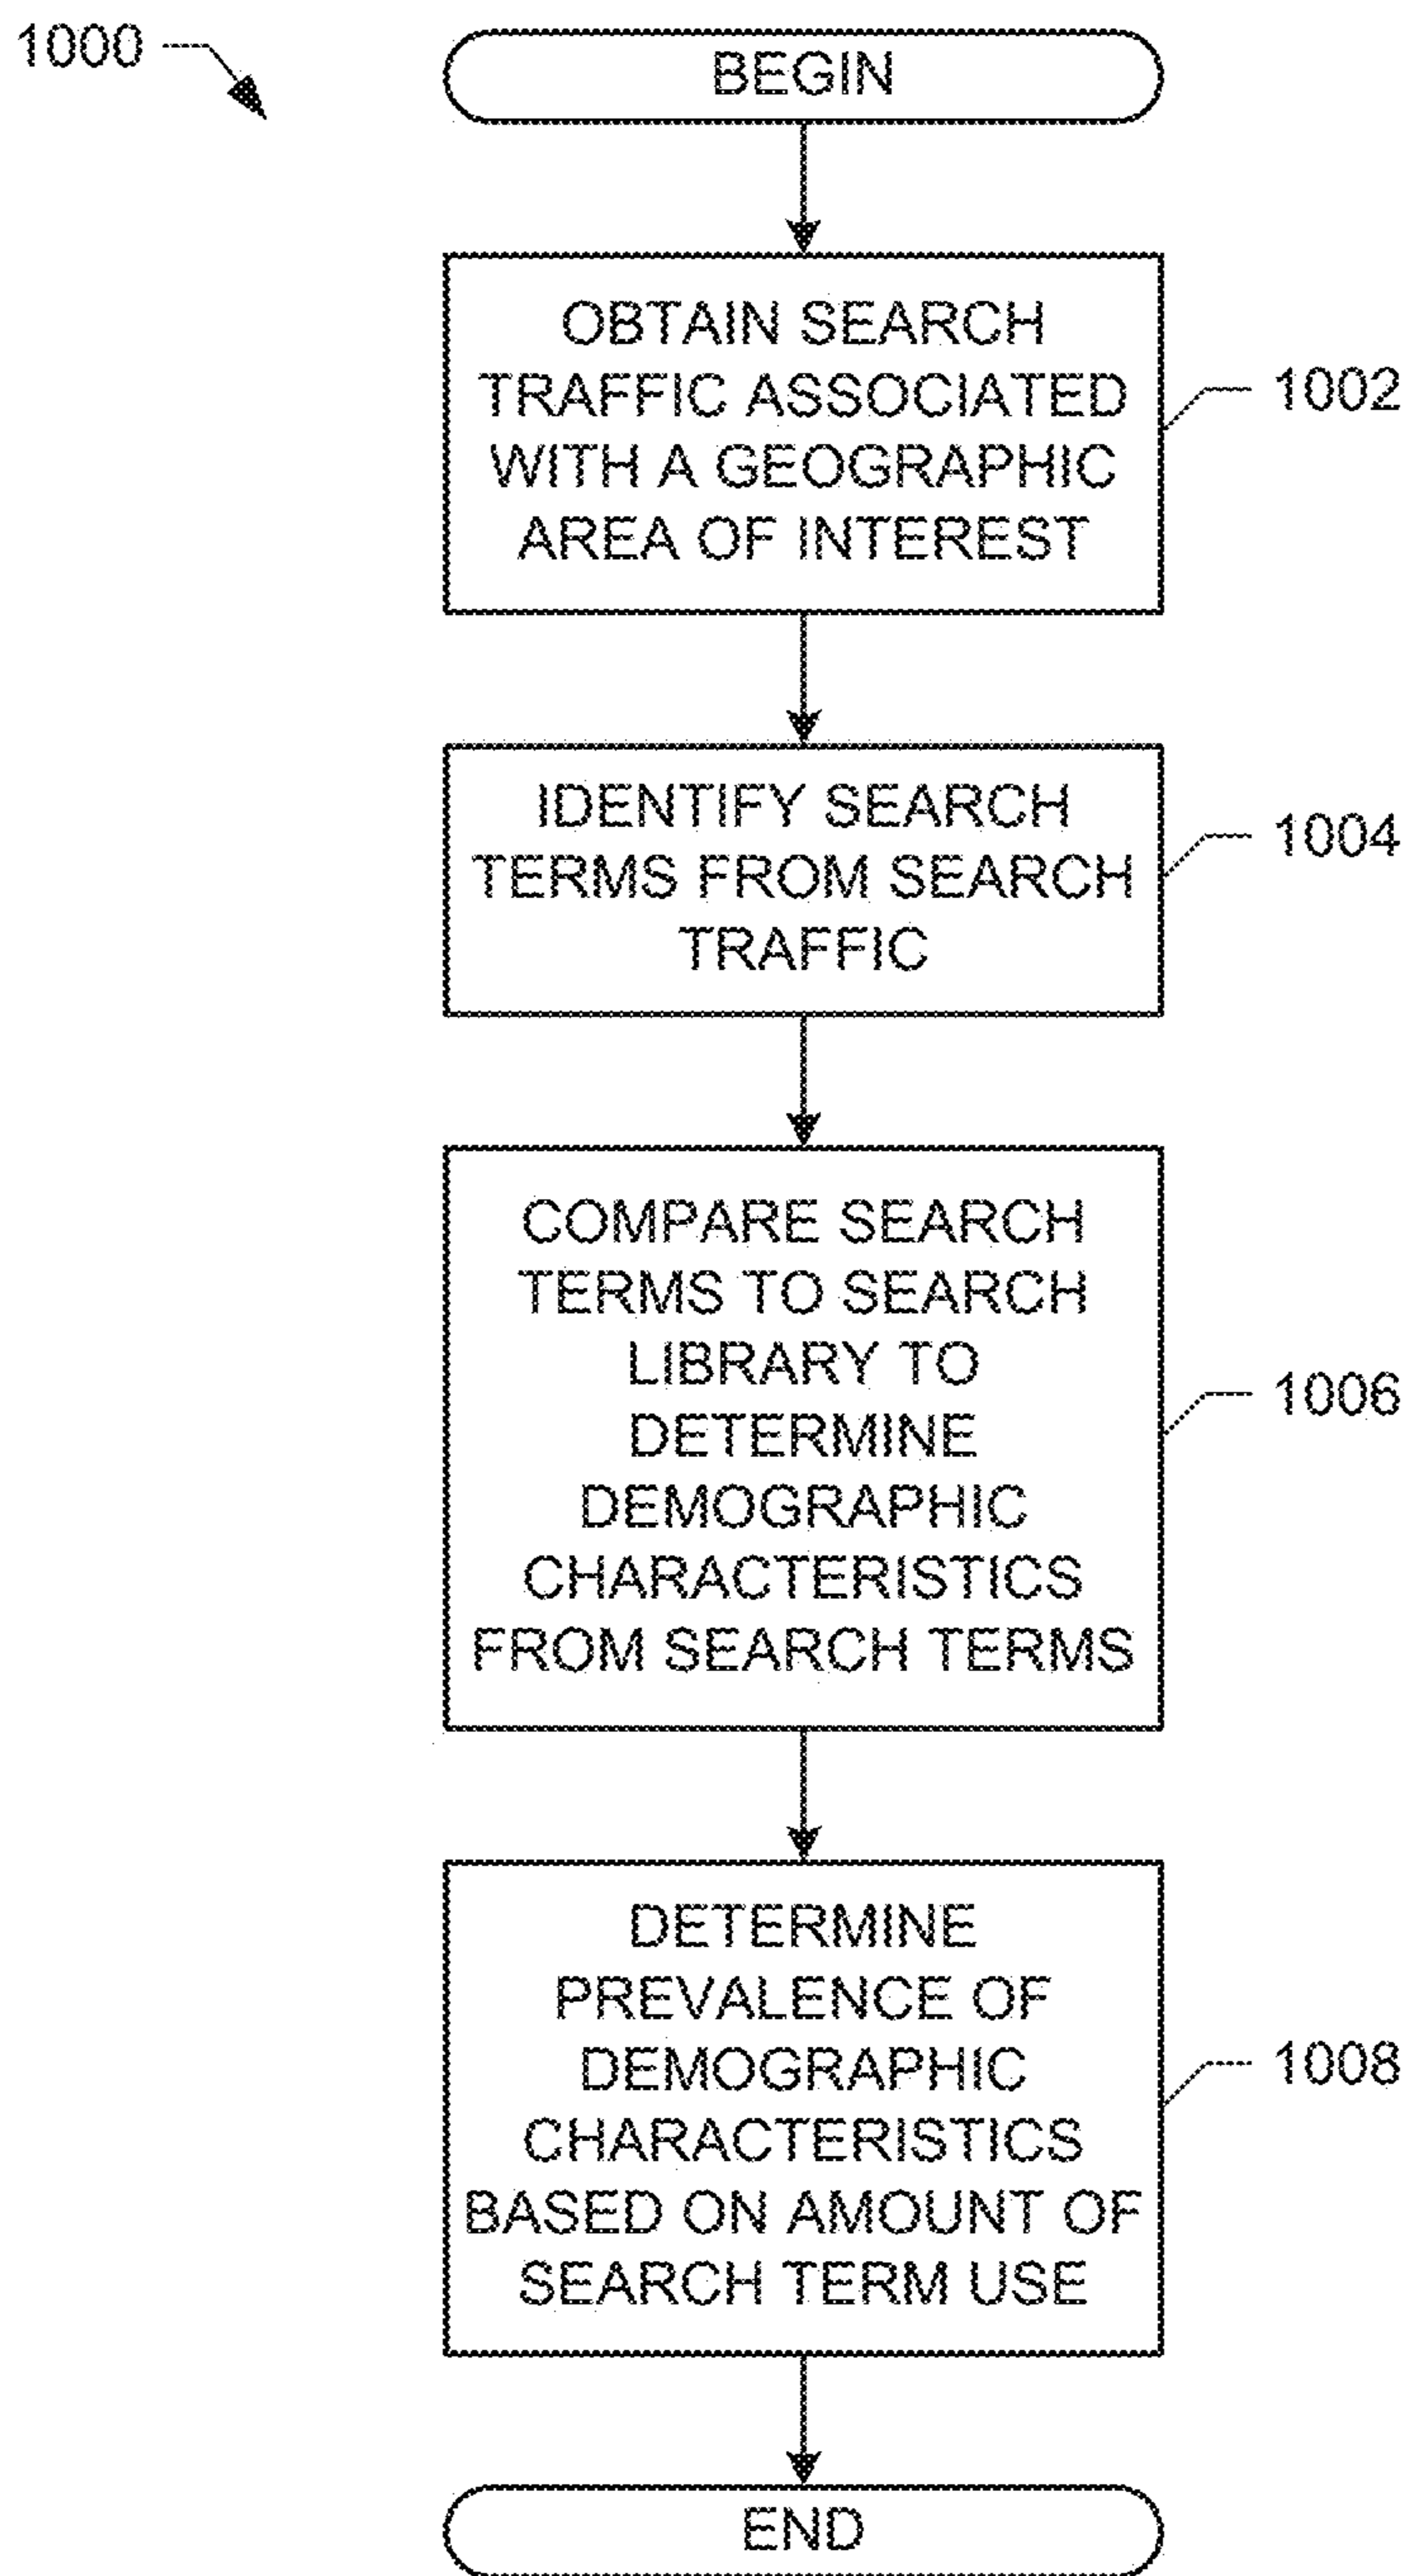 1000
BEGIN
OBTAIN SEARCH
TRAFFIC ASSOCIATED
WITH A GEOGRAPHIC
AREA OF INTEREST
1002
IDENTIFY SEARCH
TERMS FROM SEARCH
TRAFFIC
1004
COMPARE SEARCH
TERMS TO SEARCH
LIBRARY TO
DETERMINE
DEMOGRAPHIC
CHARACTERISTICS
FROM SEARCH TERMS
1006
DETERMINE
PREVALENCE OF
DEMOGRAPHIC
CHARACTERISTICS
BASED ON AMOUNT OF
SEARCH TERM USE
1008
END